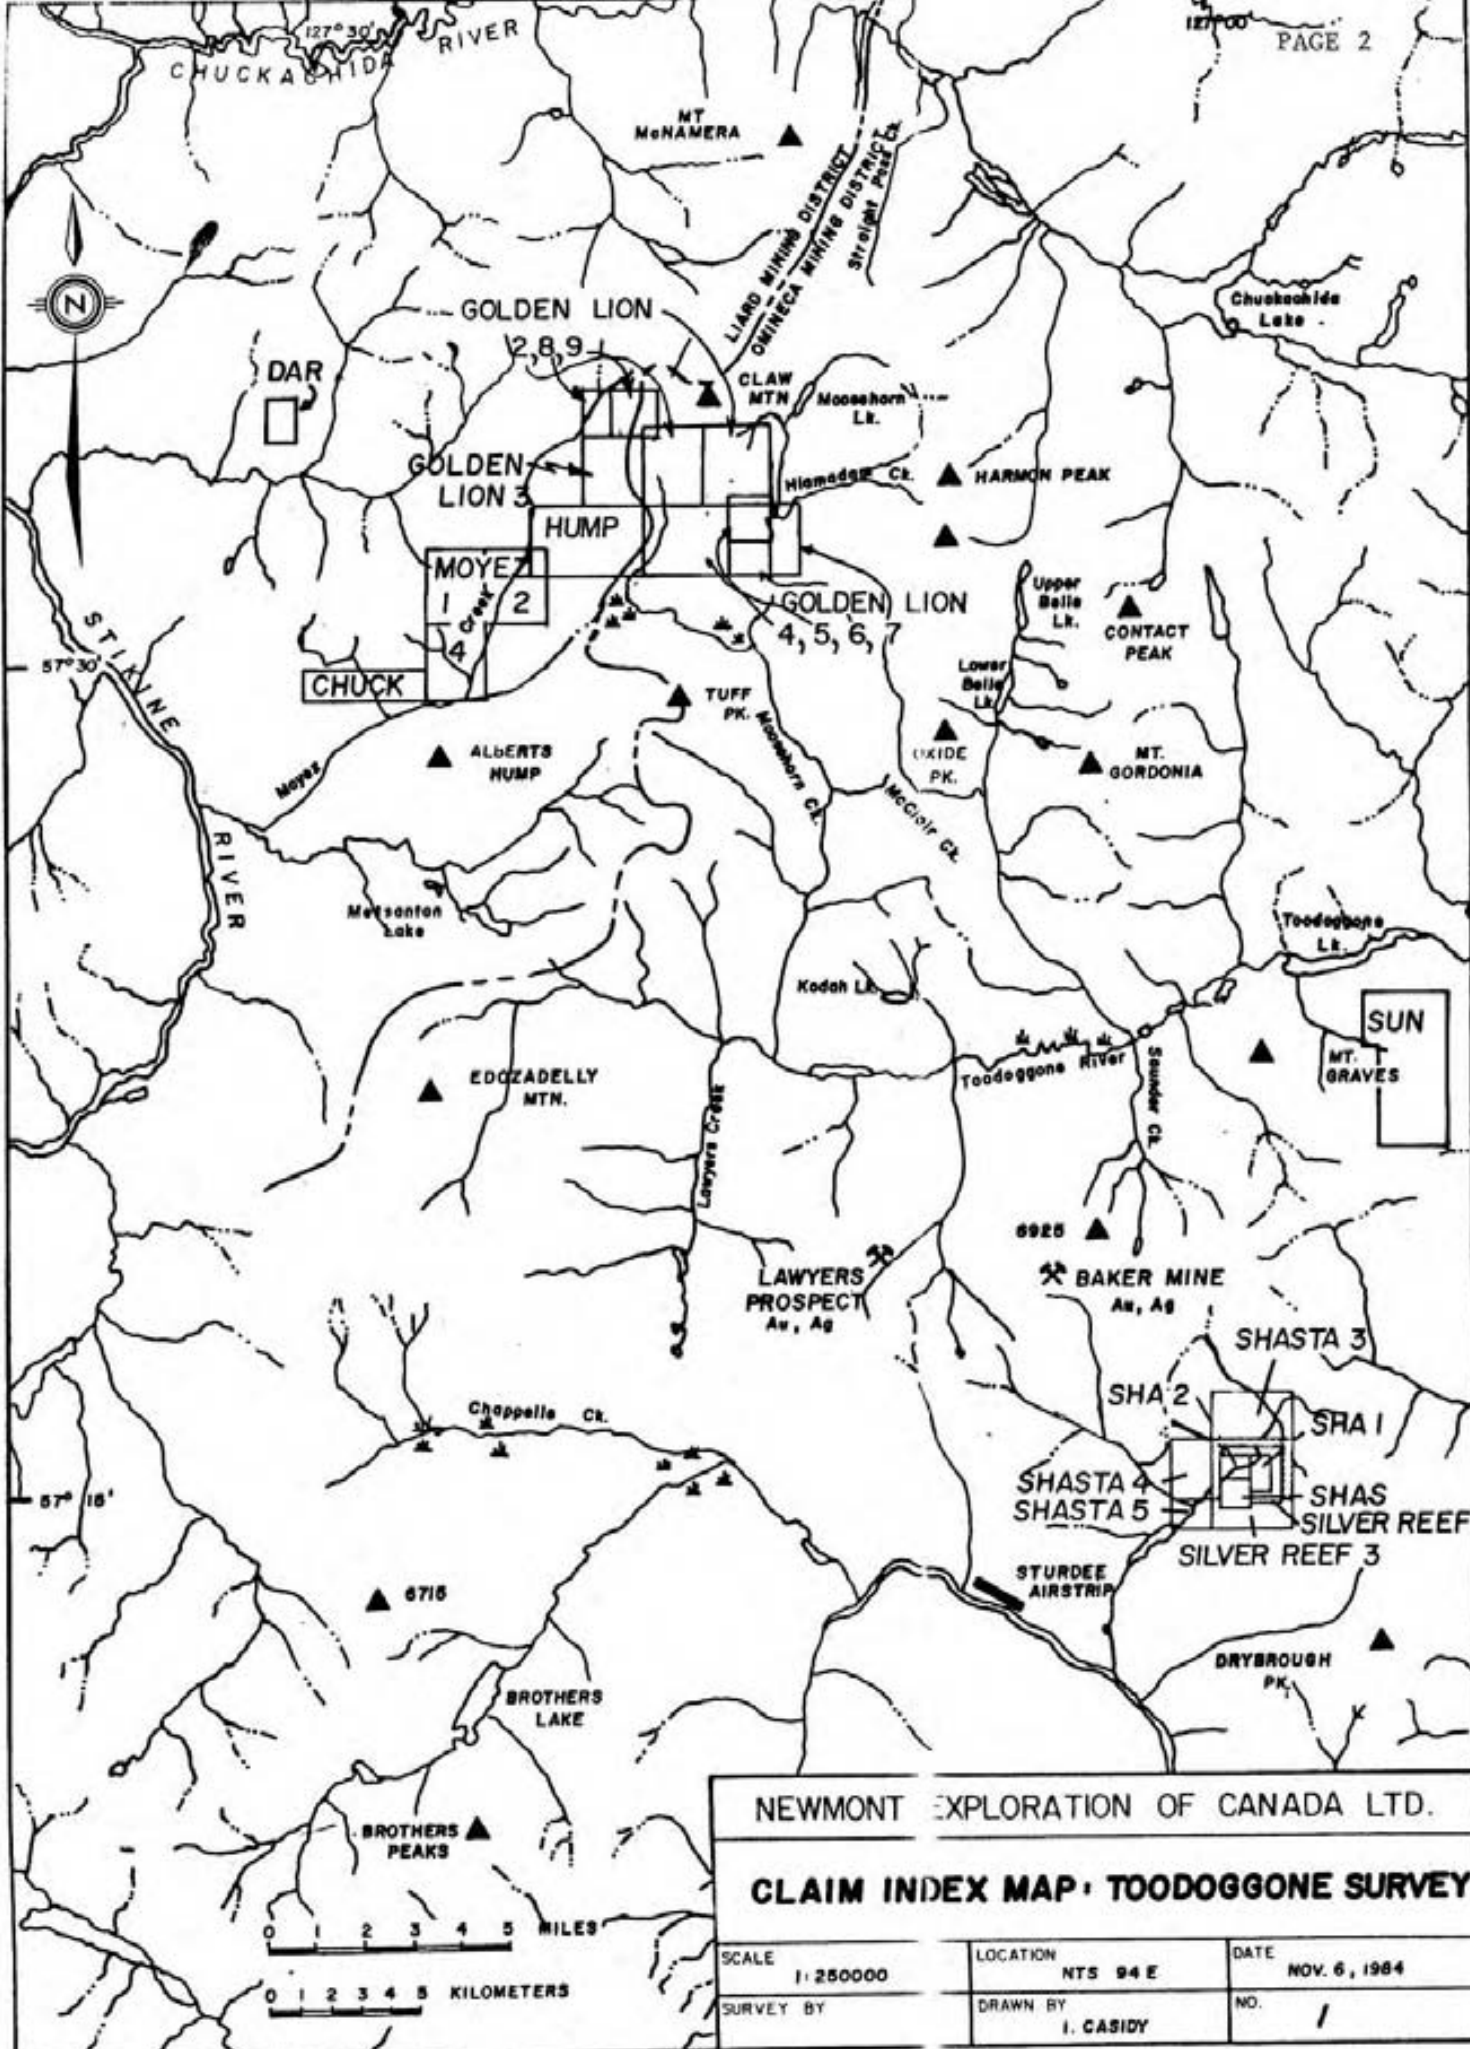 127° 30'
RIVER
CHUCKACHIDA
127°00'
PAGE 2
MT
McNAMERA
LIARD MINING DISTRICT
OMINECA MINING DISTRICT
Straight Post Ck.
N
Chuckachida
Lake
GOLDEN LION
2,8,9
DAR
CLAW
MTN
Moosehorn
Lk.
GOLDEN
LION 3
Hiamadam Ck.
HARMON PEAK
HUMP
MOYEZ
1
2
Creek
4
GOLDEN LION
4, 5, 6, 7
Upper
Belle
Lk.
CONTACT
PEAK
STIKINE
57° 30'
CHUCK
Lower
Belle
Lk.
TUFF
PK.
Moosehorn Ck.
ALBERTS
HUMP
Moyez
OXIDE
PK.
MT.
GORDONIA
McClair Ck.
RIVER
Metsantan
Lake
Toodoggone
Lk.
Kodah Lk.
SUN
Toodoggone River
Saunder Ck.
MT.
GRAVES
EDOZADELLY
MTN.
Lawyers Creek
6925
LAWYERS
PROSPECT
Au, Ag
BAKER MINE
Au, Ag
SHASTA 3
SHA 2
SHA 1
Chappelle Ck.
SHASTA 4
SHASTA 5
57° 15'
SHAS
SILVER REEF
SILVER REEF 3
STURDEE
AIRSTRIP
6715
DRYBROUGH
PK.
BROTHERS
LAKE
BROTHERS
PEAKS
0 1 2 3 4 5 MILES
0 1 2 3 4 5 KILOMETERS
NEWMONT EXPLORATION OF CANADA LTD.
CLAIM INDEX MAP: TOODOGGONE SURVEY
SCALE
1:250000
LOCATION
NTS 94 E
DATE
NOV. 6, 1984
SURVEY BY
DRAWN BY
I. CASIDY
NO.
1